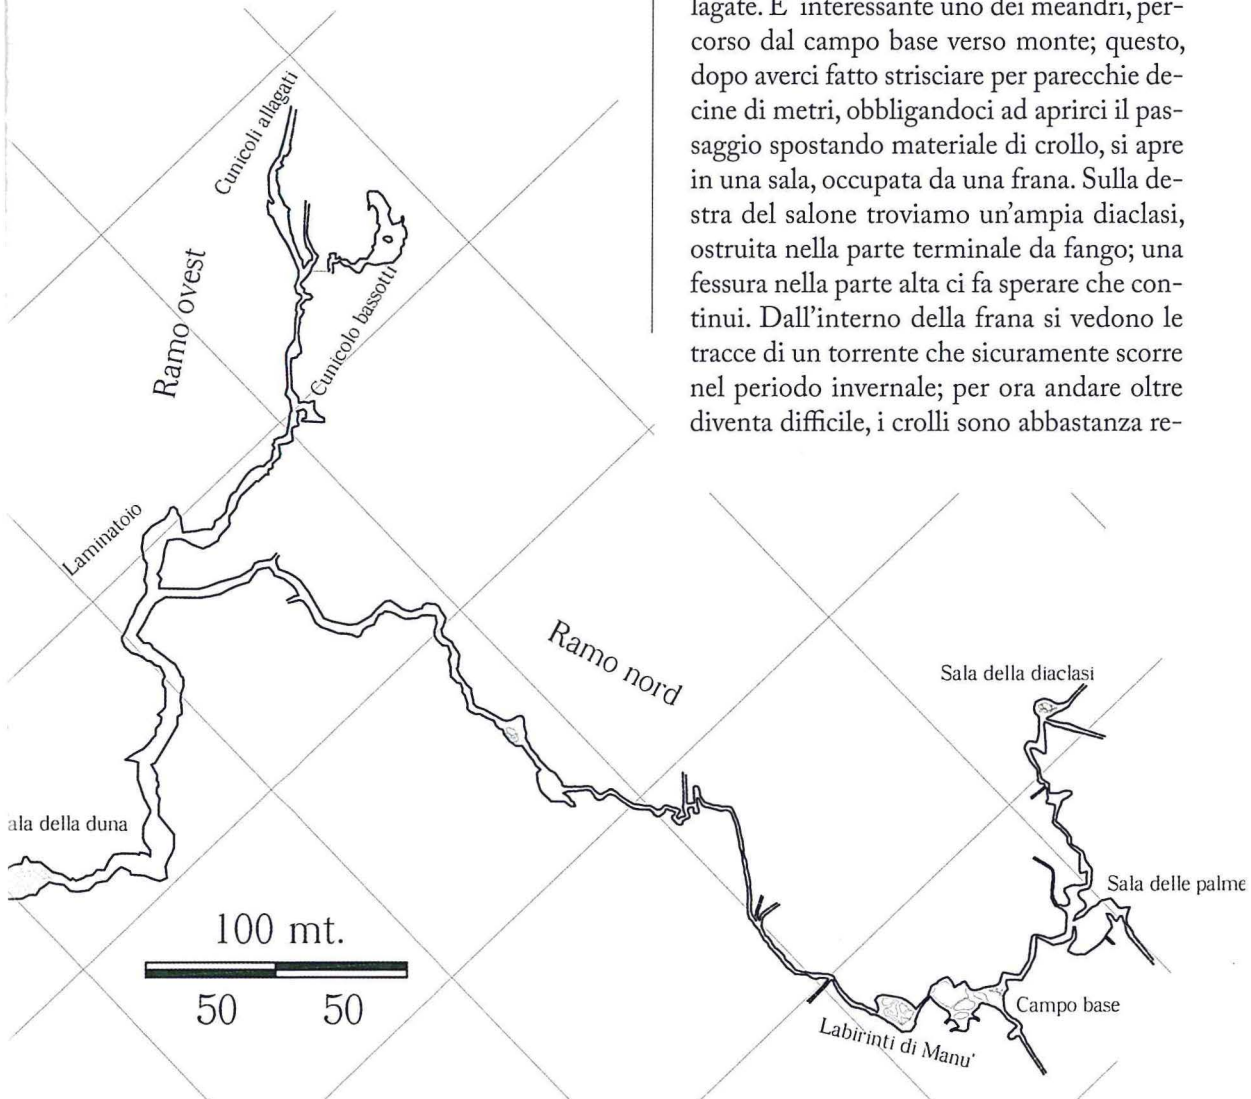 lagate. E' interessante uno dei meandri, per-
corso dal campo base verso monte; questo,
dopo averci fatto strisciare per parecchie de-
cine di metri, obbligandoci ad aprirci il pas-
saggio spostando materiale di crollo, si apre
in una sala, occupata da una frana. Sulla de-
stra del salone troviamo un'ampia diaclasi,
ostruita nella parte terminale da fango; una
fessura nella parte alta ci fa sperare che con-
tinui. Dall'interno della frana si vedono le
tracce di un torrente che sicuramente scorre
nel periodo invernale; per ora andare oltre
diventa difficile, i crolli sono abbastanza re-
Cunicoli allagati
Ramo ovest
Cunicolo bassotti
Laminatoio
Ramo nord
Sala della diaclasi
ala della duna
Sala delle palme
100 mt.
50 50
Campo base
Labirinti di Manu'